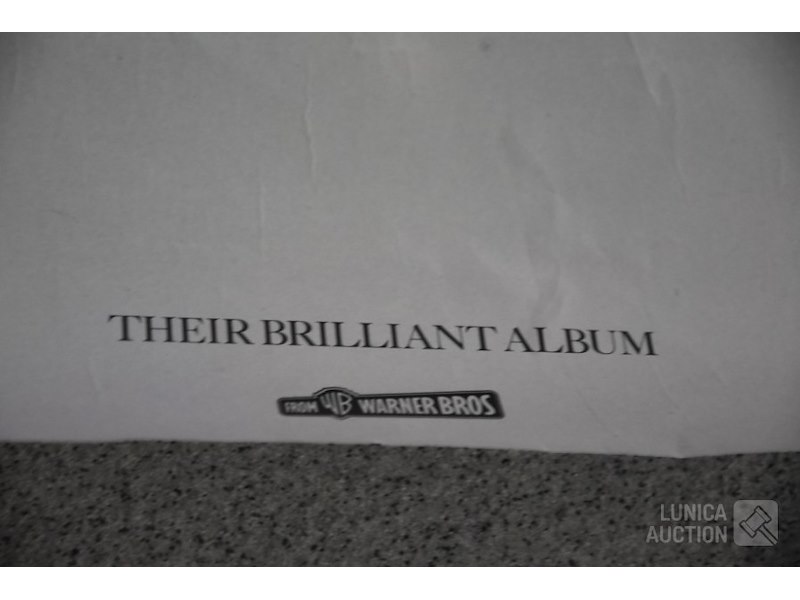 THEIR BRILLIANT ALBUM
FROM WB WARNER BROS
LUNICA
AUCTION